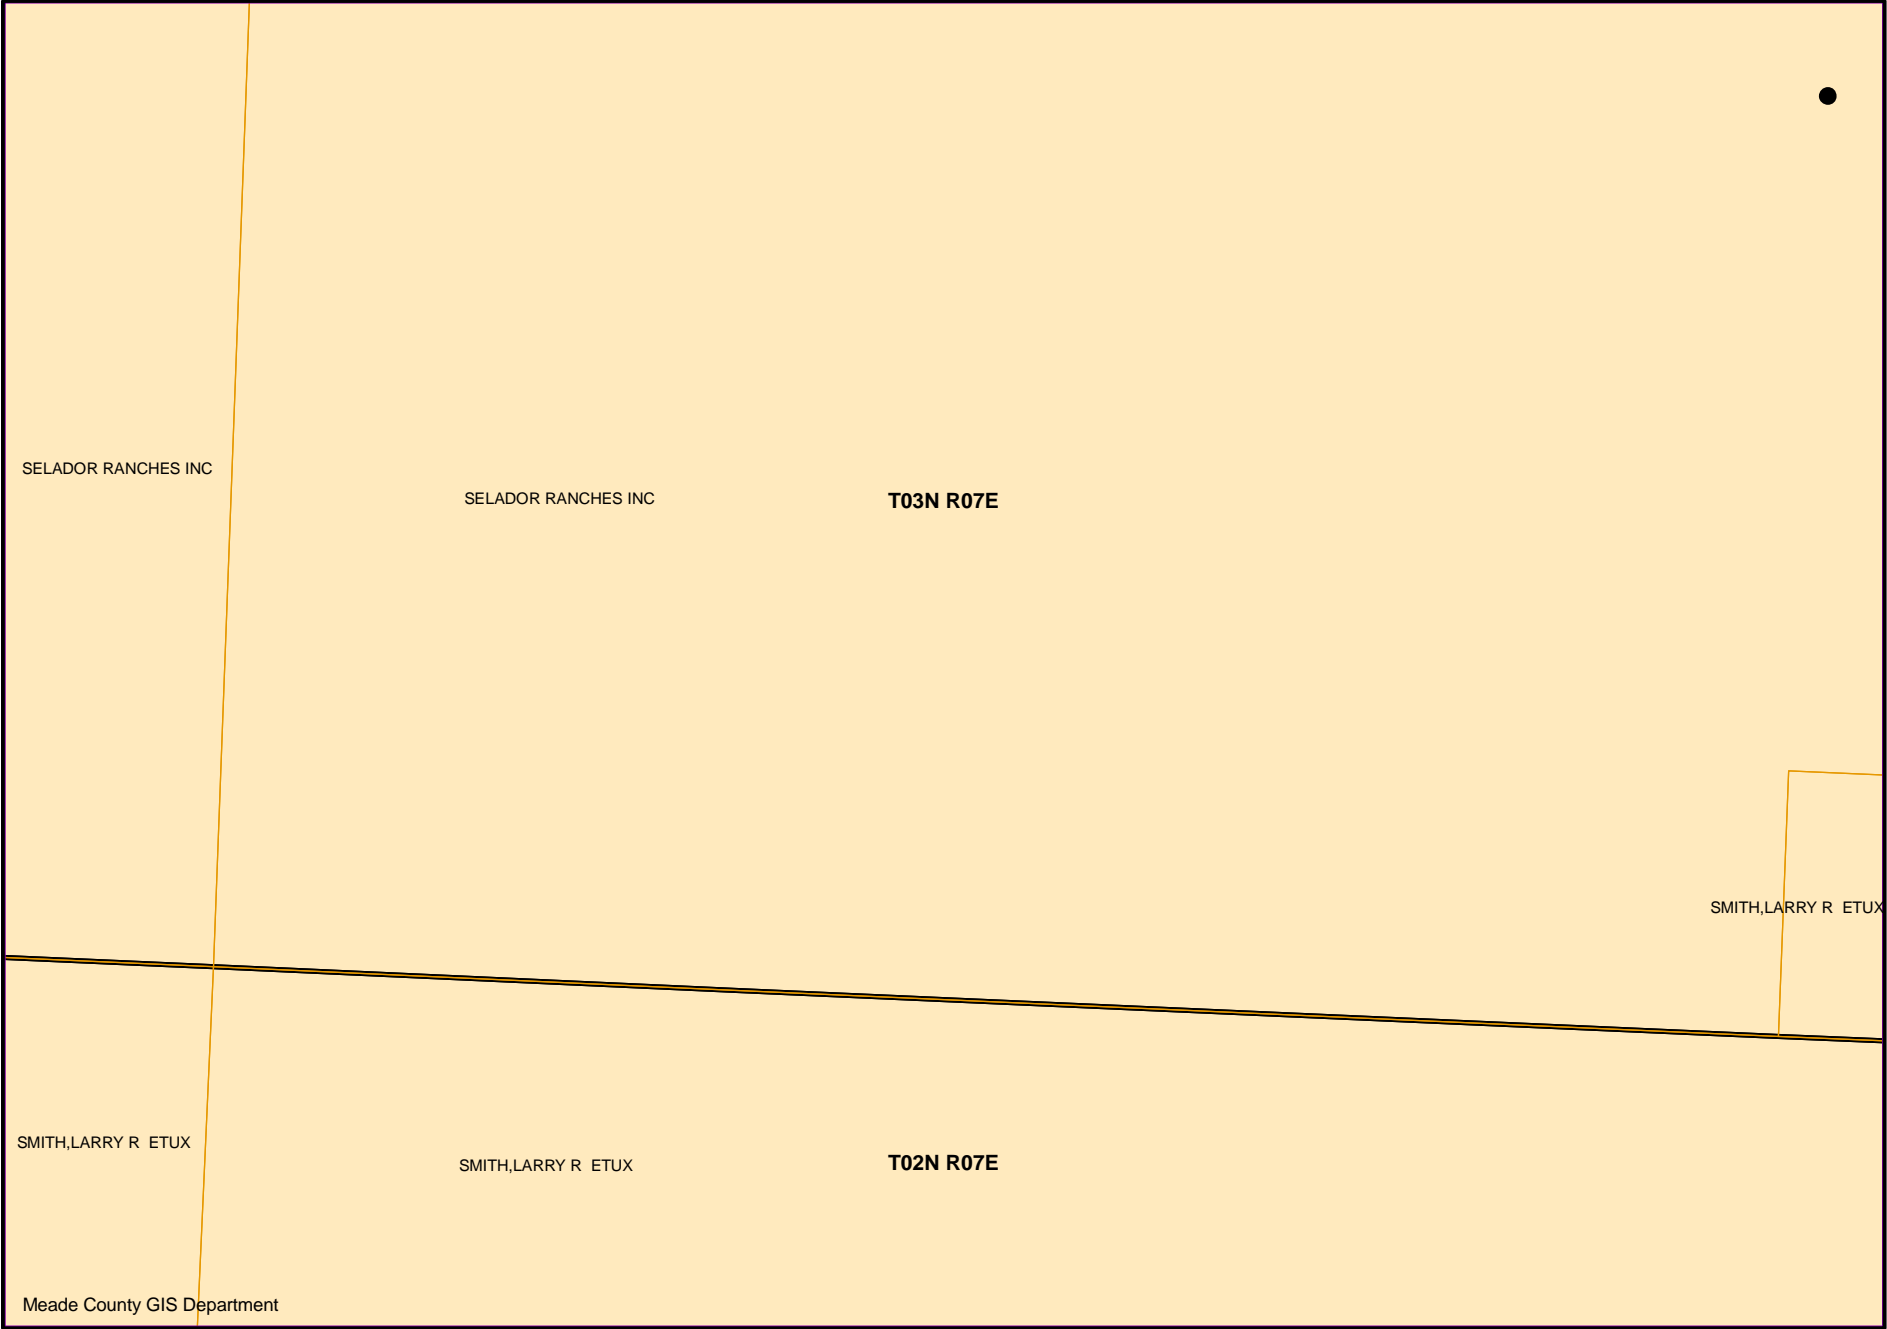 SELADOR RANCHES INC
SELADOR RANCHES INC
T03N R07E
SMITH,LARRY R  ETUX
SMITH,LARRY R  ETUX
SMITH,LARRY R  ETUX
T02N R07E
Meade County GIS Department